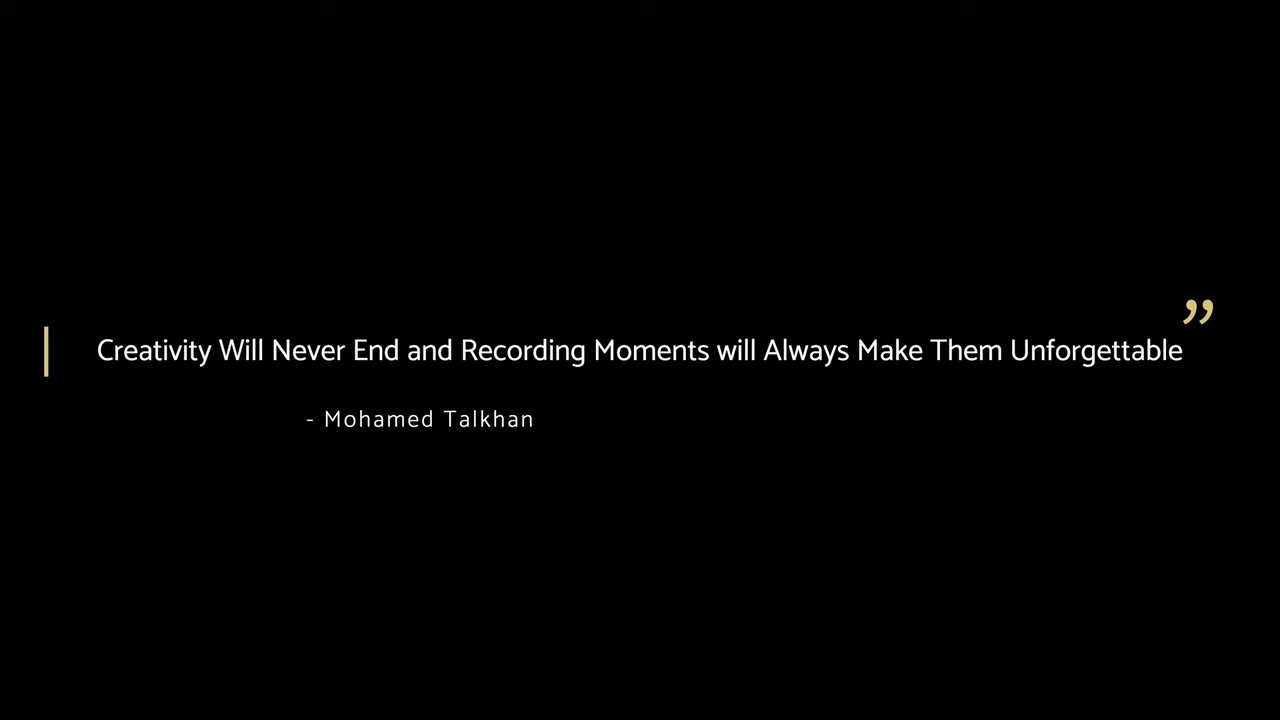 ”
Creativity Will Never End and Recording Moments will Always Make Them Unforgettable
- Mohamed Talkhan